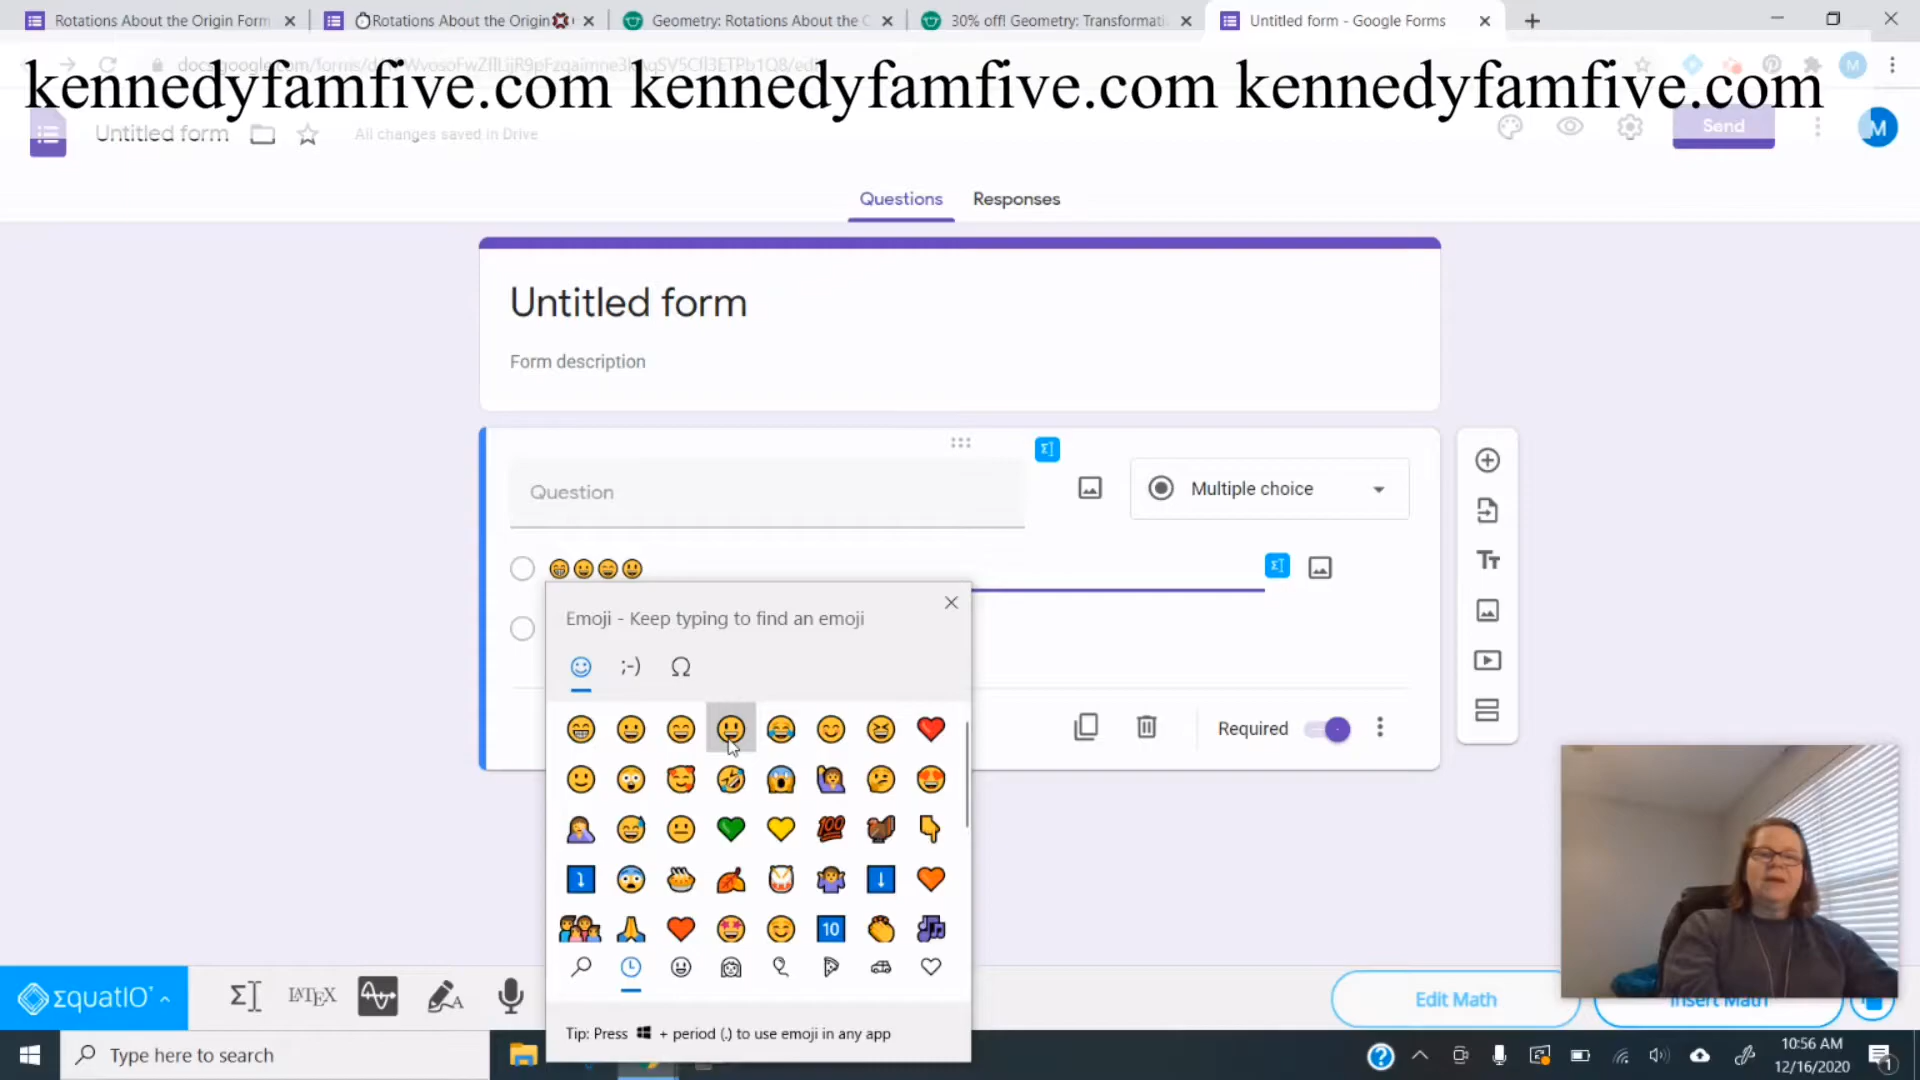 Rotations About the Origin Form
Rotations About the Origin
Geometry: Rotations About the
30% off! Geometry: Transformati
Untitled form - Google Forms
kennedyfamfive.com kennedyfamfive.com kennedyfamfive.com
Untitled form
All changes saved in Drive
Send
M
Questions
Responses
Untitled form
Form description
Question
Multiple choice
Emoji - Keep typing to find an emoji
;-)
Ω
Required
100
10
ΣquatIO
LATEX
Edit Math
Insert Math
Tip: Press + period (.) to use emoji in any app
Type here to search
10:56 AM
12/16/2020
1